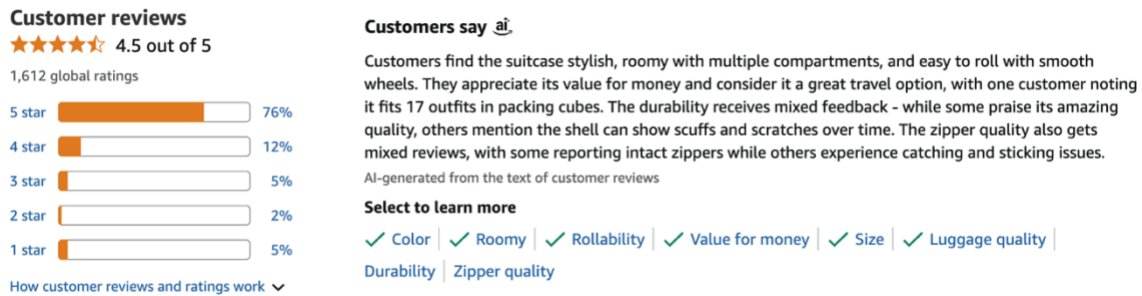 Customer reviews
4.5 out of 5
1,612 global ratings
5 star 76%
4 star 12%
3 star 5%
2 star 2%
1 star 5%
How customer reviews and ratings work
Customers say ai
Customers find the suitcase stylish, roomy with multiple compartments, and easy to roll with smooth
wheels. They appreciate its value for money and consider it a great travel option, with one customer noting
it fits 17 outfits in packing cubes. The durability receives mixed feedback - while some praise its amazing
quality, others mention the shell can show scuffs and scratches over time. The zipper quality also gets
mixed reviews, with some reporting intact zippers while others experience catching and sticking issues.
AI-generated from the text of customer reviews
Select to learn more
Color Roomy Rollability Value for money Size Luggage quality
Durability Zipper quality